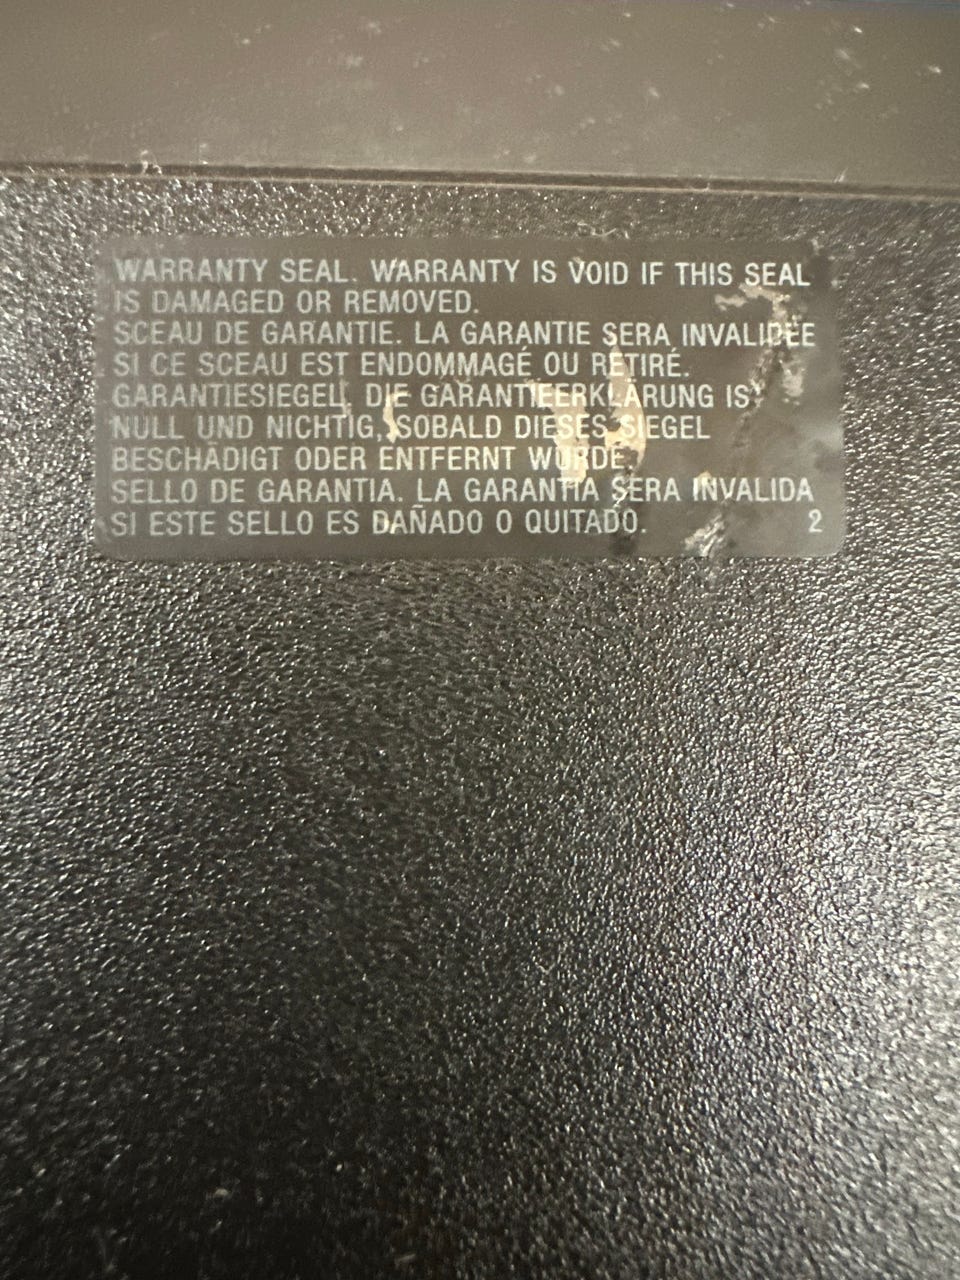 WARRANTY SEAL. WARRANTY IS VOID IF THIS SEAL
IS DAMAGED OR REMOVED.
SCEAU DE GARANTIE. LA GARANTIE SERA INVALIDÉE
SI CE SCEAU EST ENDOMMAGÉ OU RETIRÉ.
GARANTIESIEGEL. DIE GARANTIEERKLÄRUNG IST
NULL UND NICHTIG, SOBALD DIESES SIEGEL
BESCHÄDIGT ODER ENTFERNT WURDE.
SELLO DE GARANTIA. LA GARANTIA SERA INVALIDA
SI ESTE SELLO ES DAÑADO O QUITADO. 2